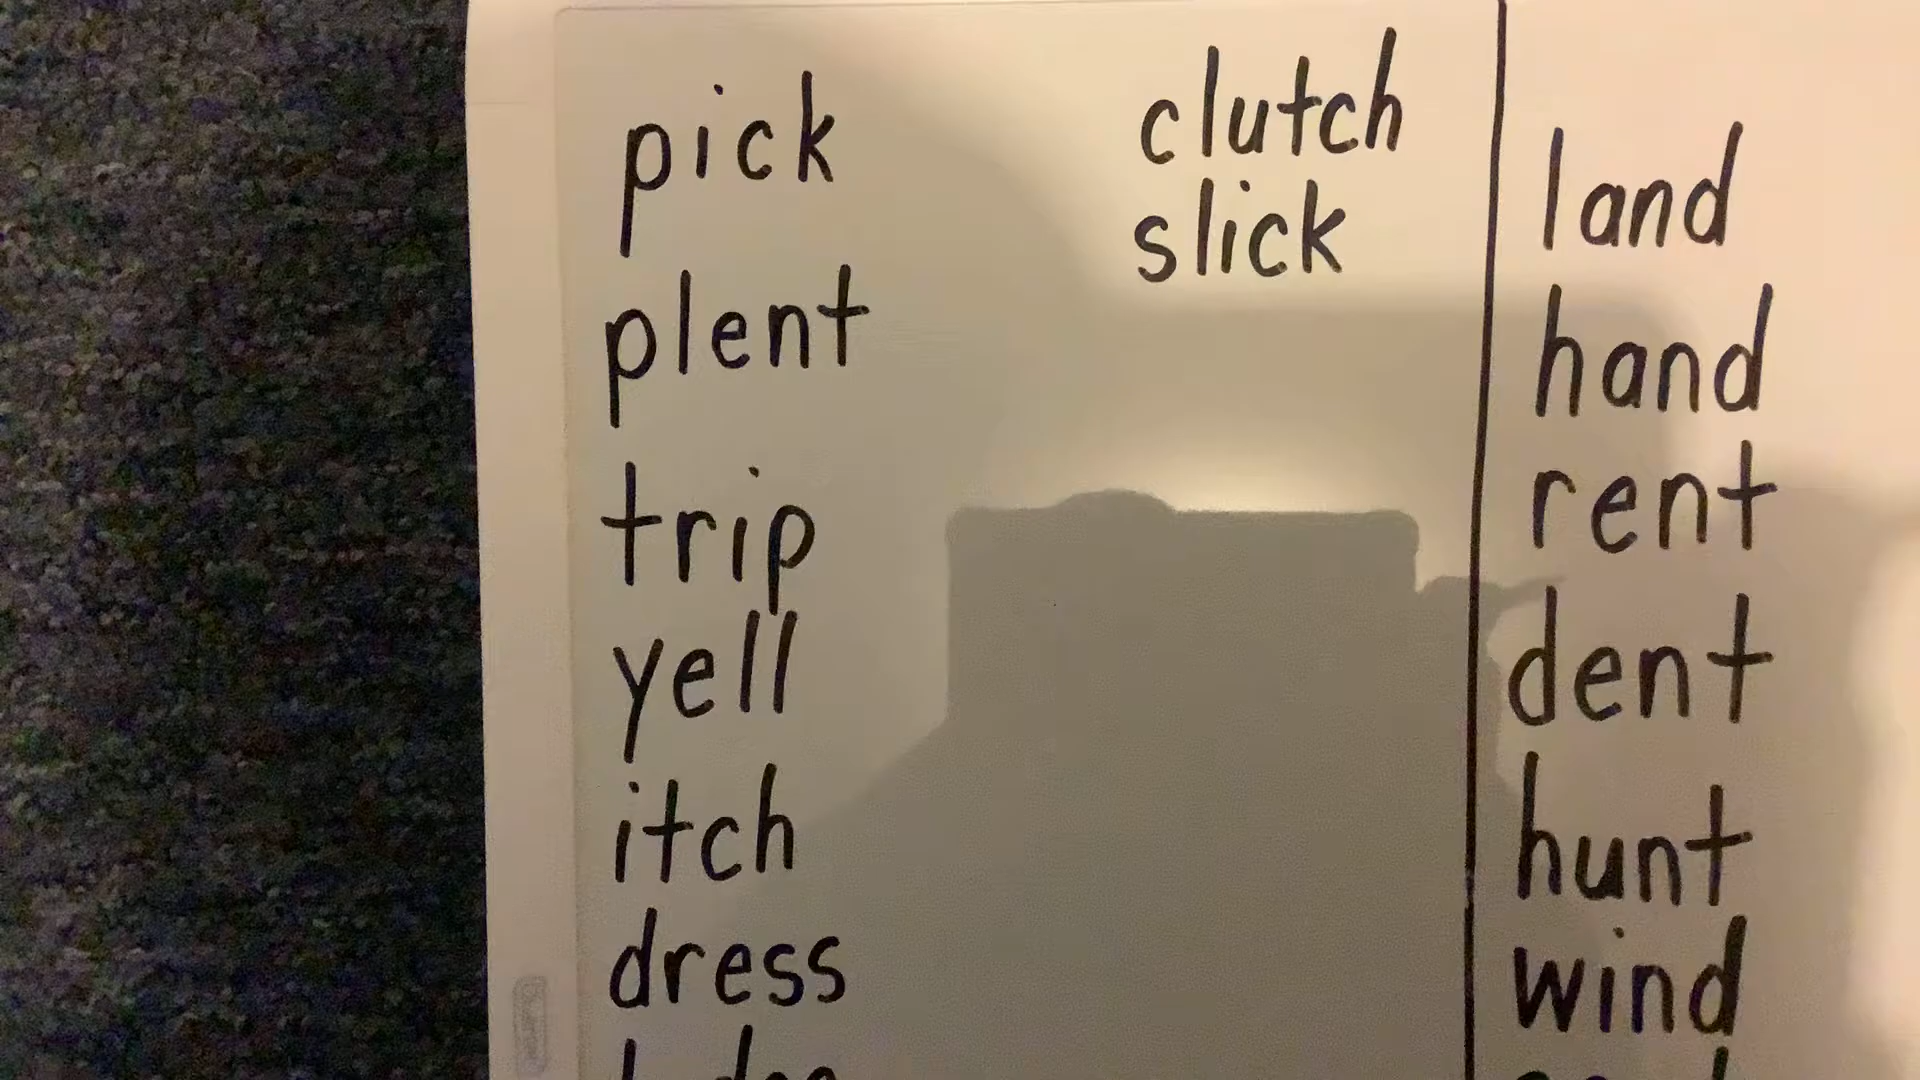 pick
plent
trip
yell
itch
dress
clutch
slick
land
hand
rent
dent
hunt
wind